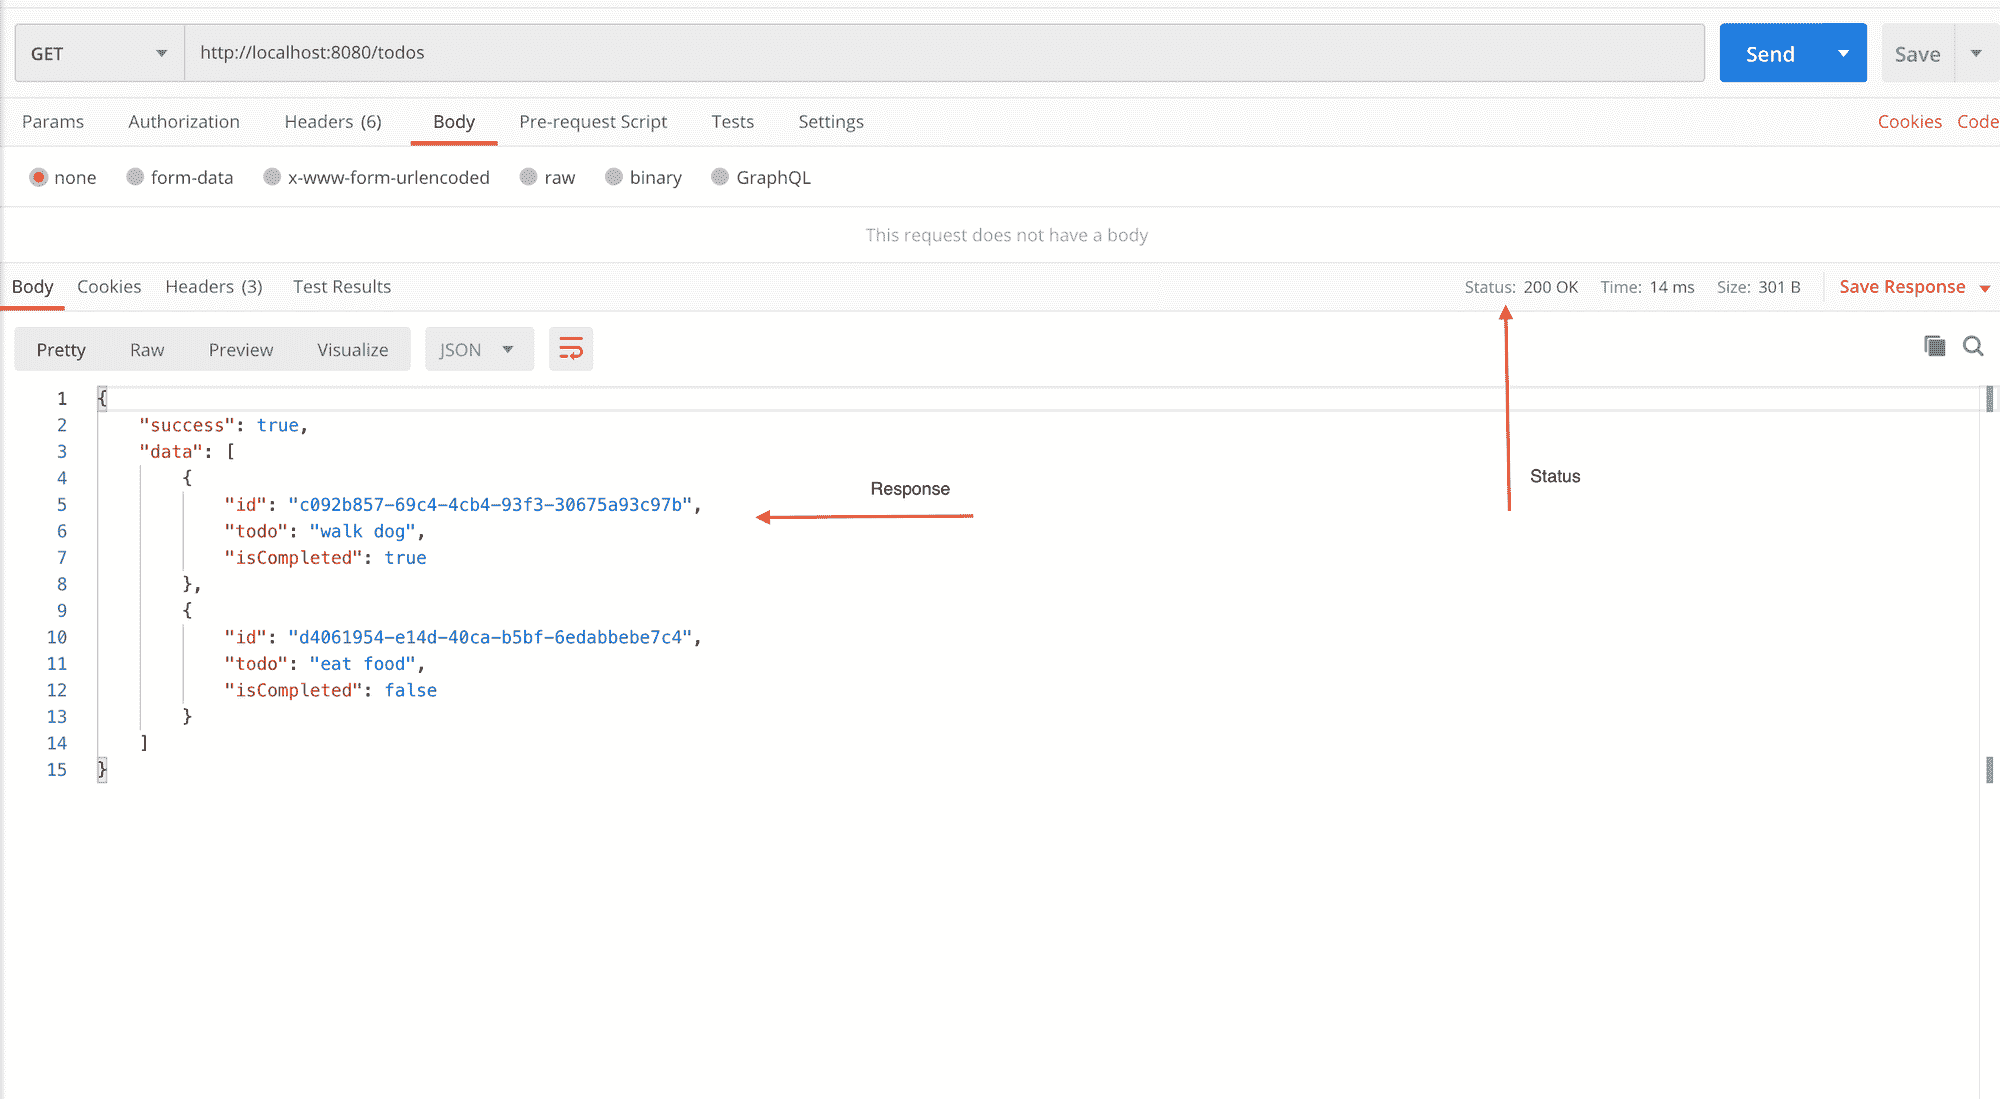 GET http://localhost:8080/todos Send Save
Params Authorization Headers (6) Body Pre-request Script Tests Settings Cookies Code
none form-data x-www-form-urlencoded raw binary GraphQL
This request does not have a body
Body Cookies Headers (3) Test Results Status: 200 OK Time: 14 ms Size: 301 B Save Response
Pretty Raw Preview Visualize JSON
1 {
2 "success": true,
3 "data": [
4 {
Status
Response
5 "id": "c092b857-69c4-4cb4-93f3-30675a93c97b",
6 "todo": "walk dog",
7 "isCompleted": true
8 },
9 {
10 "id": "d4061954-e14d-40ca-b5bf-6edabbebe7c4",
11 "todo": "eat food",
12 "isCompleted": false
13 }
14 ]
15 }